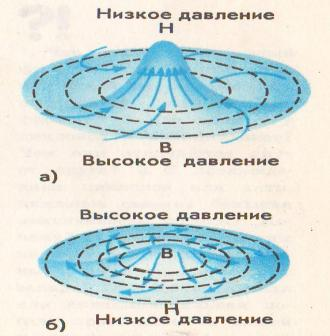 Низкое давление
Н
В
Высокое давление
а)
Высокое давление
В
Н
б) Низкое давление